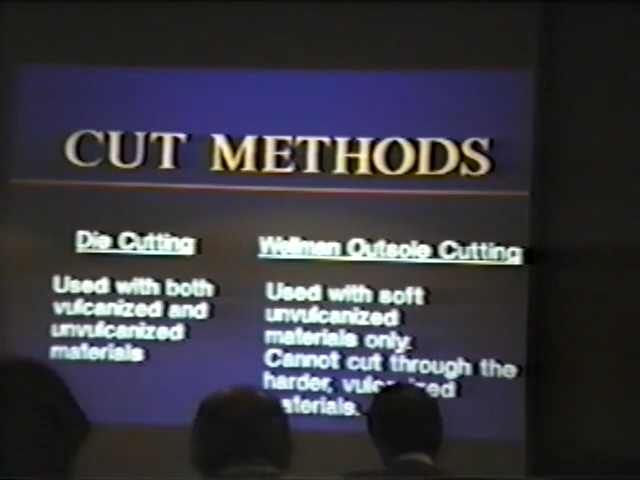 CUT METHODS
Die Cutting
Used with both
vulcanized and
unvulcanized
materials
Wellman Outsole Cutting
Used with soft
unvulcanized
materials only.
Cannot cut through the
harder, vulcanized
materials.